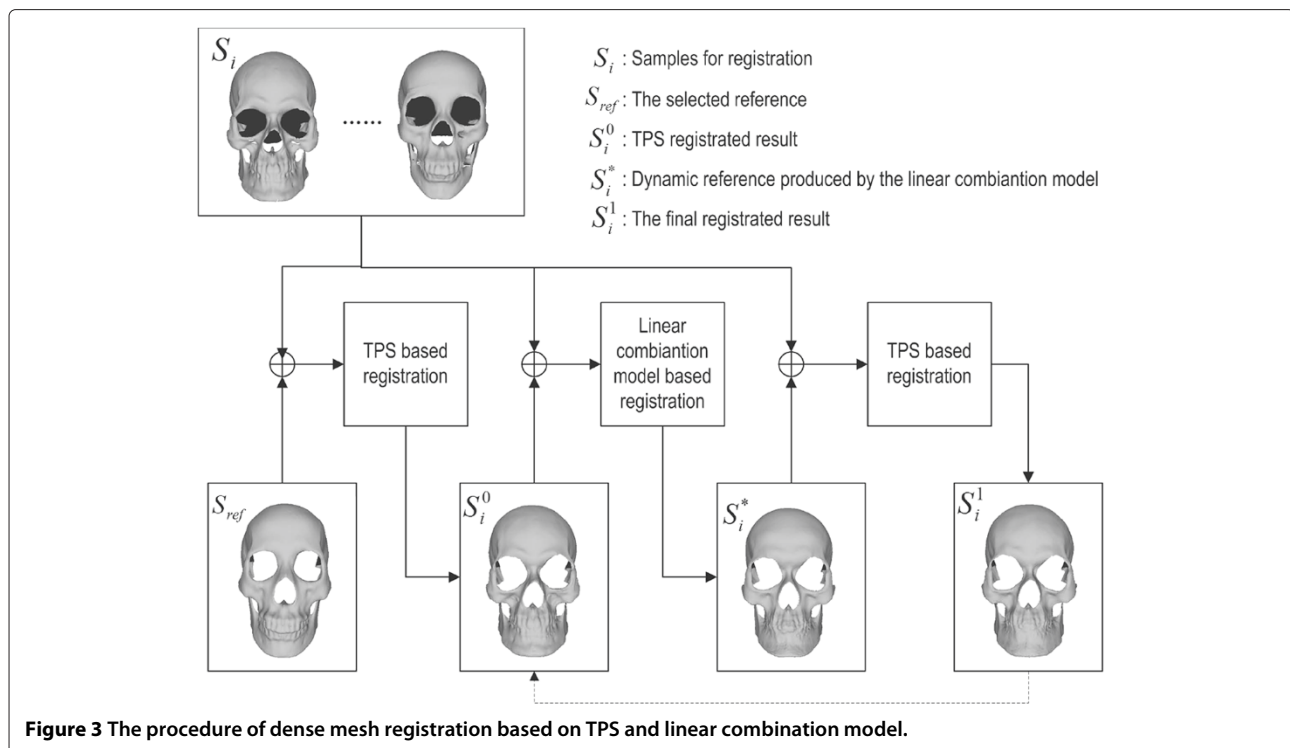 S_i
......
S_i : Samples for registration
S_ref : The selected reference
S_i^0 : TPS registrated result
S_i^* : Dynamic reference produced by the linear combiantion model
S_i^1 : The final registrated result
TPS based
registration
Linear
combiantion
model based
registration
TPS based
registration
S_ref
S_i^0
S_i^*
S_i^1
Figure 3 The procedure of dense mesh registration based on TPS and linear combination model.